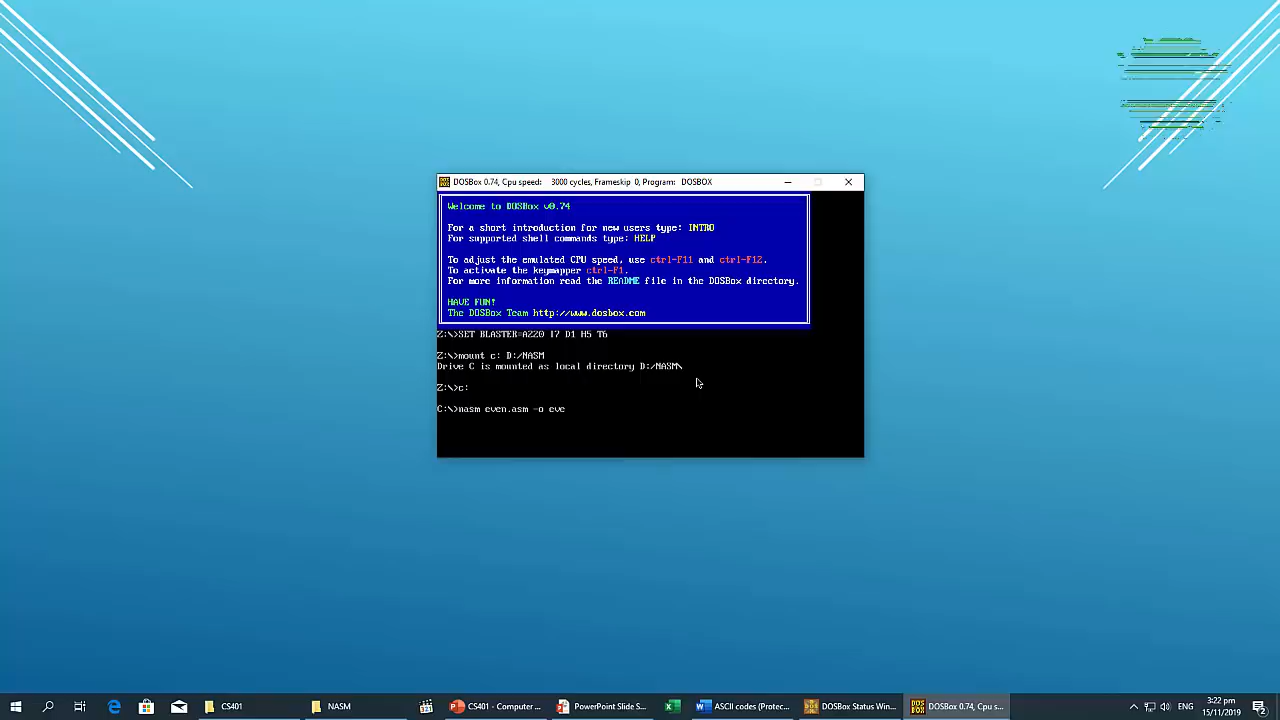 DOSBox 0.74, Cpu speed: 3000 cycles, Frameskip 0, Program: DOSBOX
Welcome to DOSBox v0.74
For a short introduction for new users type: INTRO
For supported shell commands type: HELP
To adjust the emulated CPU speed, use ctrl-F11 and ctrl-F12.
To activate the keymapper ctrl-F1.
For more information read the README file in the DOSBox directory.
HAVE FUN!
The DOSBox Team http://www.dosbox.com
Z:\>SET BLASTER=A220 I7 D1 H5 T6
Z:\>mount c: D:/NASM
Drive C is mounted as local directory D:/NASM\
Z:\>c:
C:\>nasm even.asm -o eve
CS401
NASM
CS401 - Computer ...
PowerPoint Slide S...
ASCII codes (Protec...
DOSBox Status Win...
DOSBox 0.74, Cpu s...
ENG
3:22 pm
15/11/2019